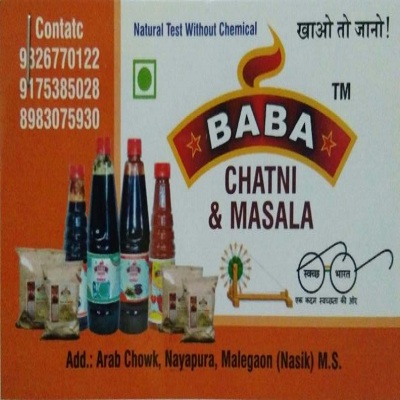 Contatc
9326770122
9175385028
8983075930
Natural Test Without Chemical
खाओ तो जानो!
TM
BABA
CHATNI
& MASALA
स्वच्छ भारत
एक कदम स्वच्छता की ओर
Add.: Arab Chowk, Nayapura, Malegaon (Nasik) M.S.